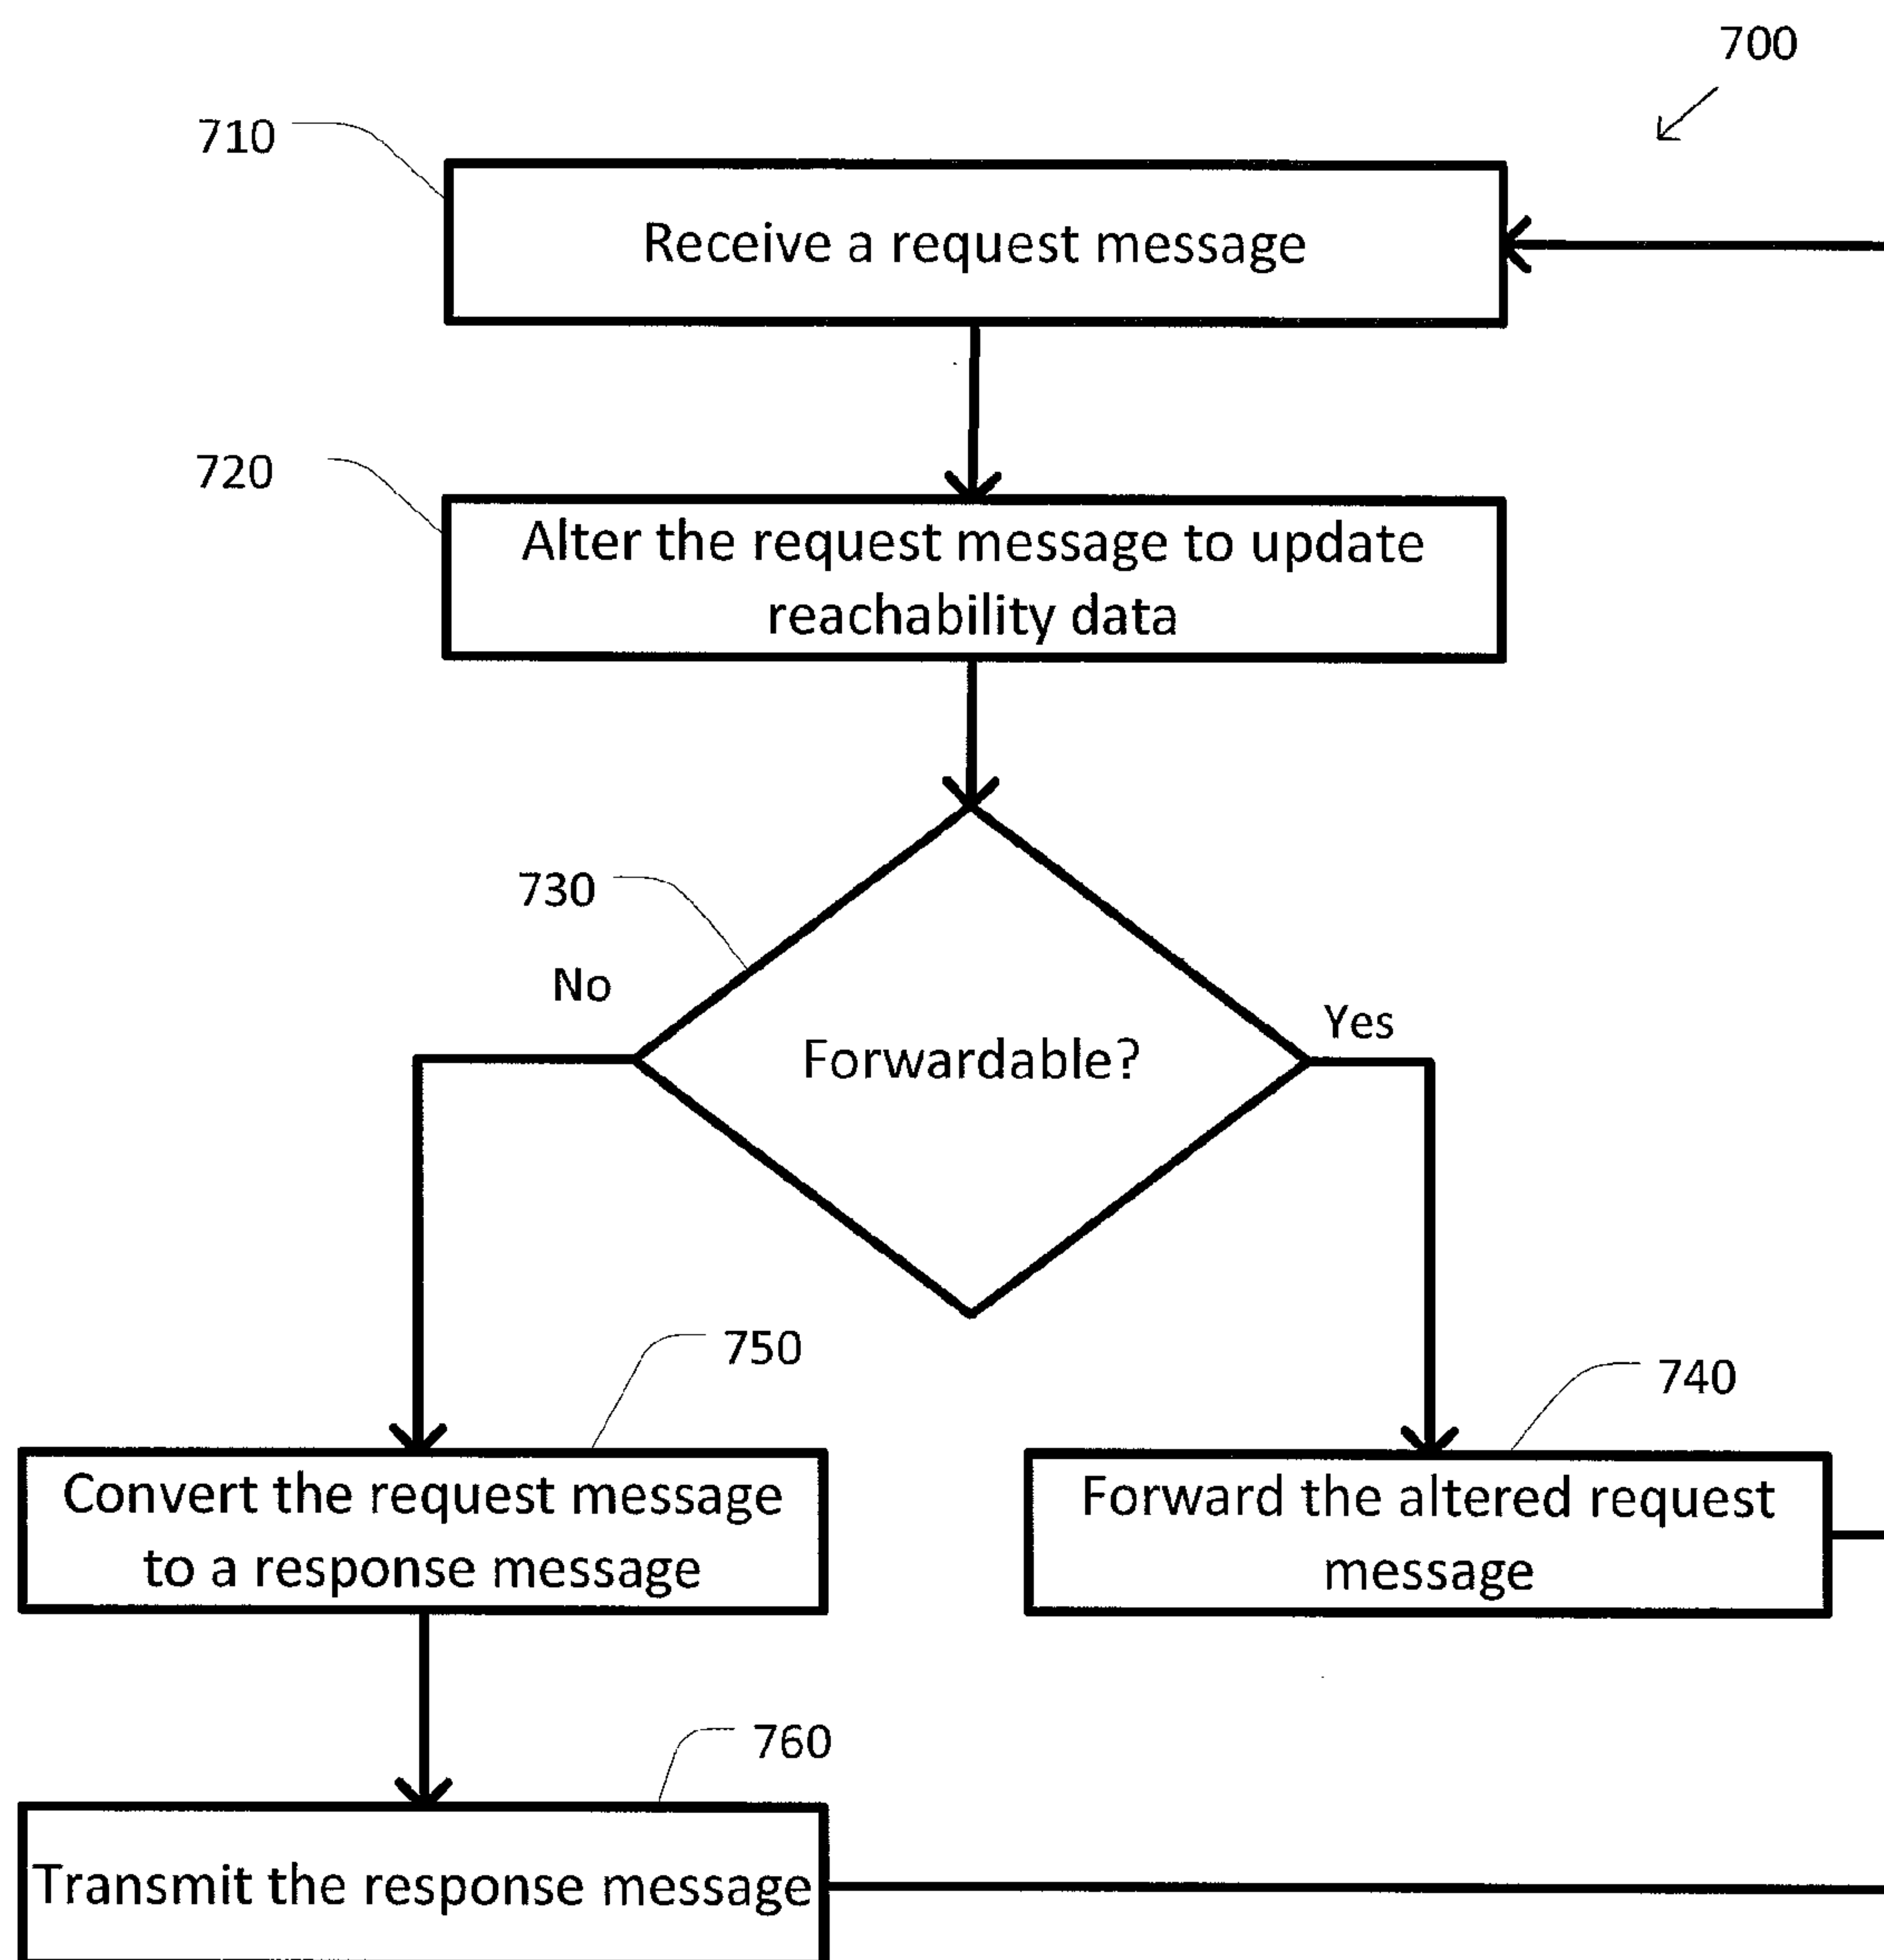 700
710
Receive a request message
720
Alter the request message to update
reachability data
730
No
Yes
Forwardable?
750
740
Convert the request message
to a response message
Forward the altered request
message
760
Transmit the response message